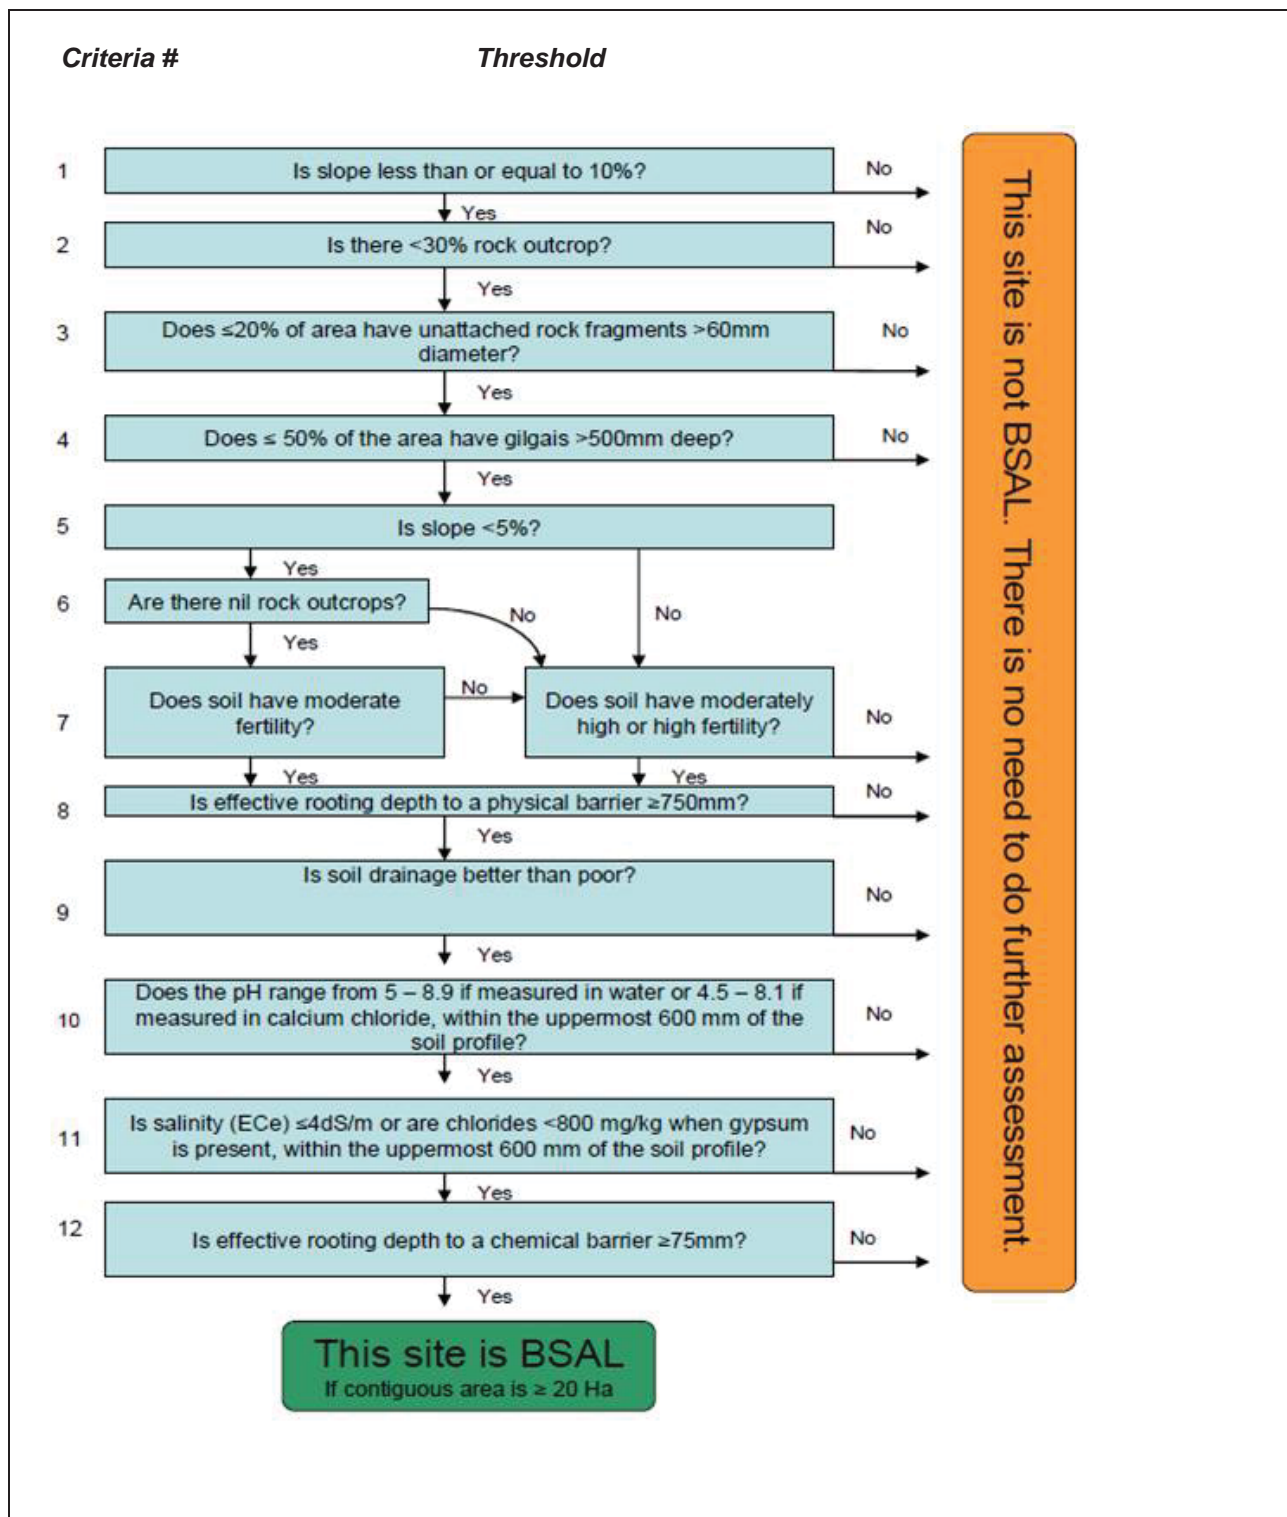 Criteria # Threshold
1 Is slope less than or equal to 10%? No
Yes
2 Is there <30% rock outcrop? No
Yes
3 Does ≤20% of area have unattached rock fragments >60mm No
diameter?
Yes
4 Does ≤ 50% of the area have gilgais >500mm deep? No
Yes
5 Is slope <5%?
Yes
6 Are there nil rock outcrops? No No
Yes
Does soil have moderate No Does soil have moderately
7 fertility? high or high fertility? No
Yes Yes
8 Is effective rooting depth to a physical barrier ≥750mm? No
Yes
Is soil drainage better than poor?
9 No
Yes
Does the pH range from 5 – 8.9 if measured in water or 4.5 – 8.1 if
10 measured in calcium chloride, within the uppermost 600 mm of the No
soil profile?
Yes
11 Is salinity (ECe) ≤4dS/m or are chlorides <800 mg/kg when gypsum No
is present, within the uppermost 600 mm of the soil profile?
Yes
12 Is effective rooting depth to a chemical barrier ≥75mm? No
Yes
This site is BSAL
If contiguous area is ≥ 20 Ha
This site is not BSAL. There is no need to do further assessment.